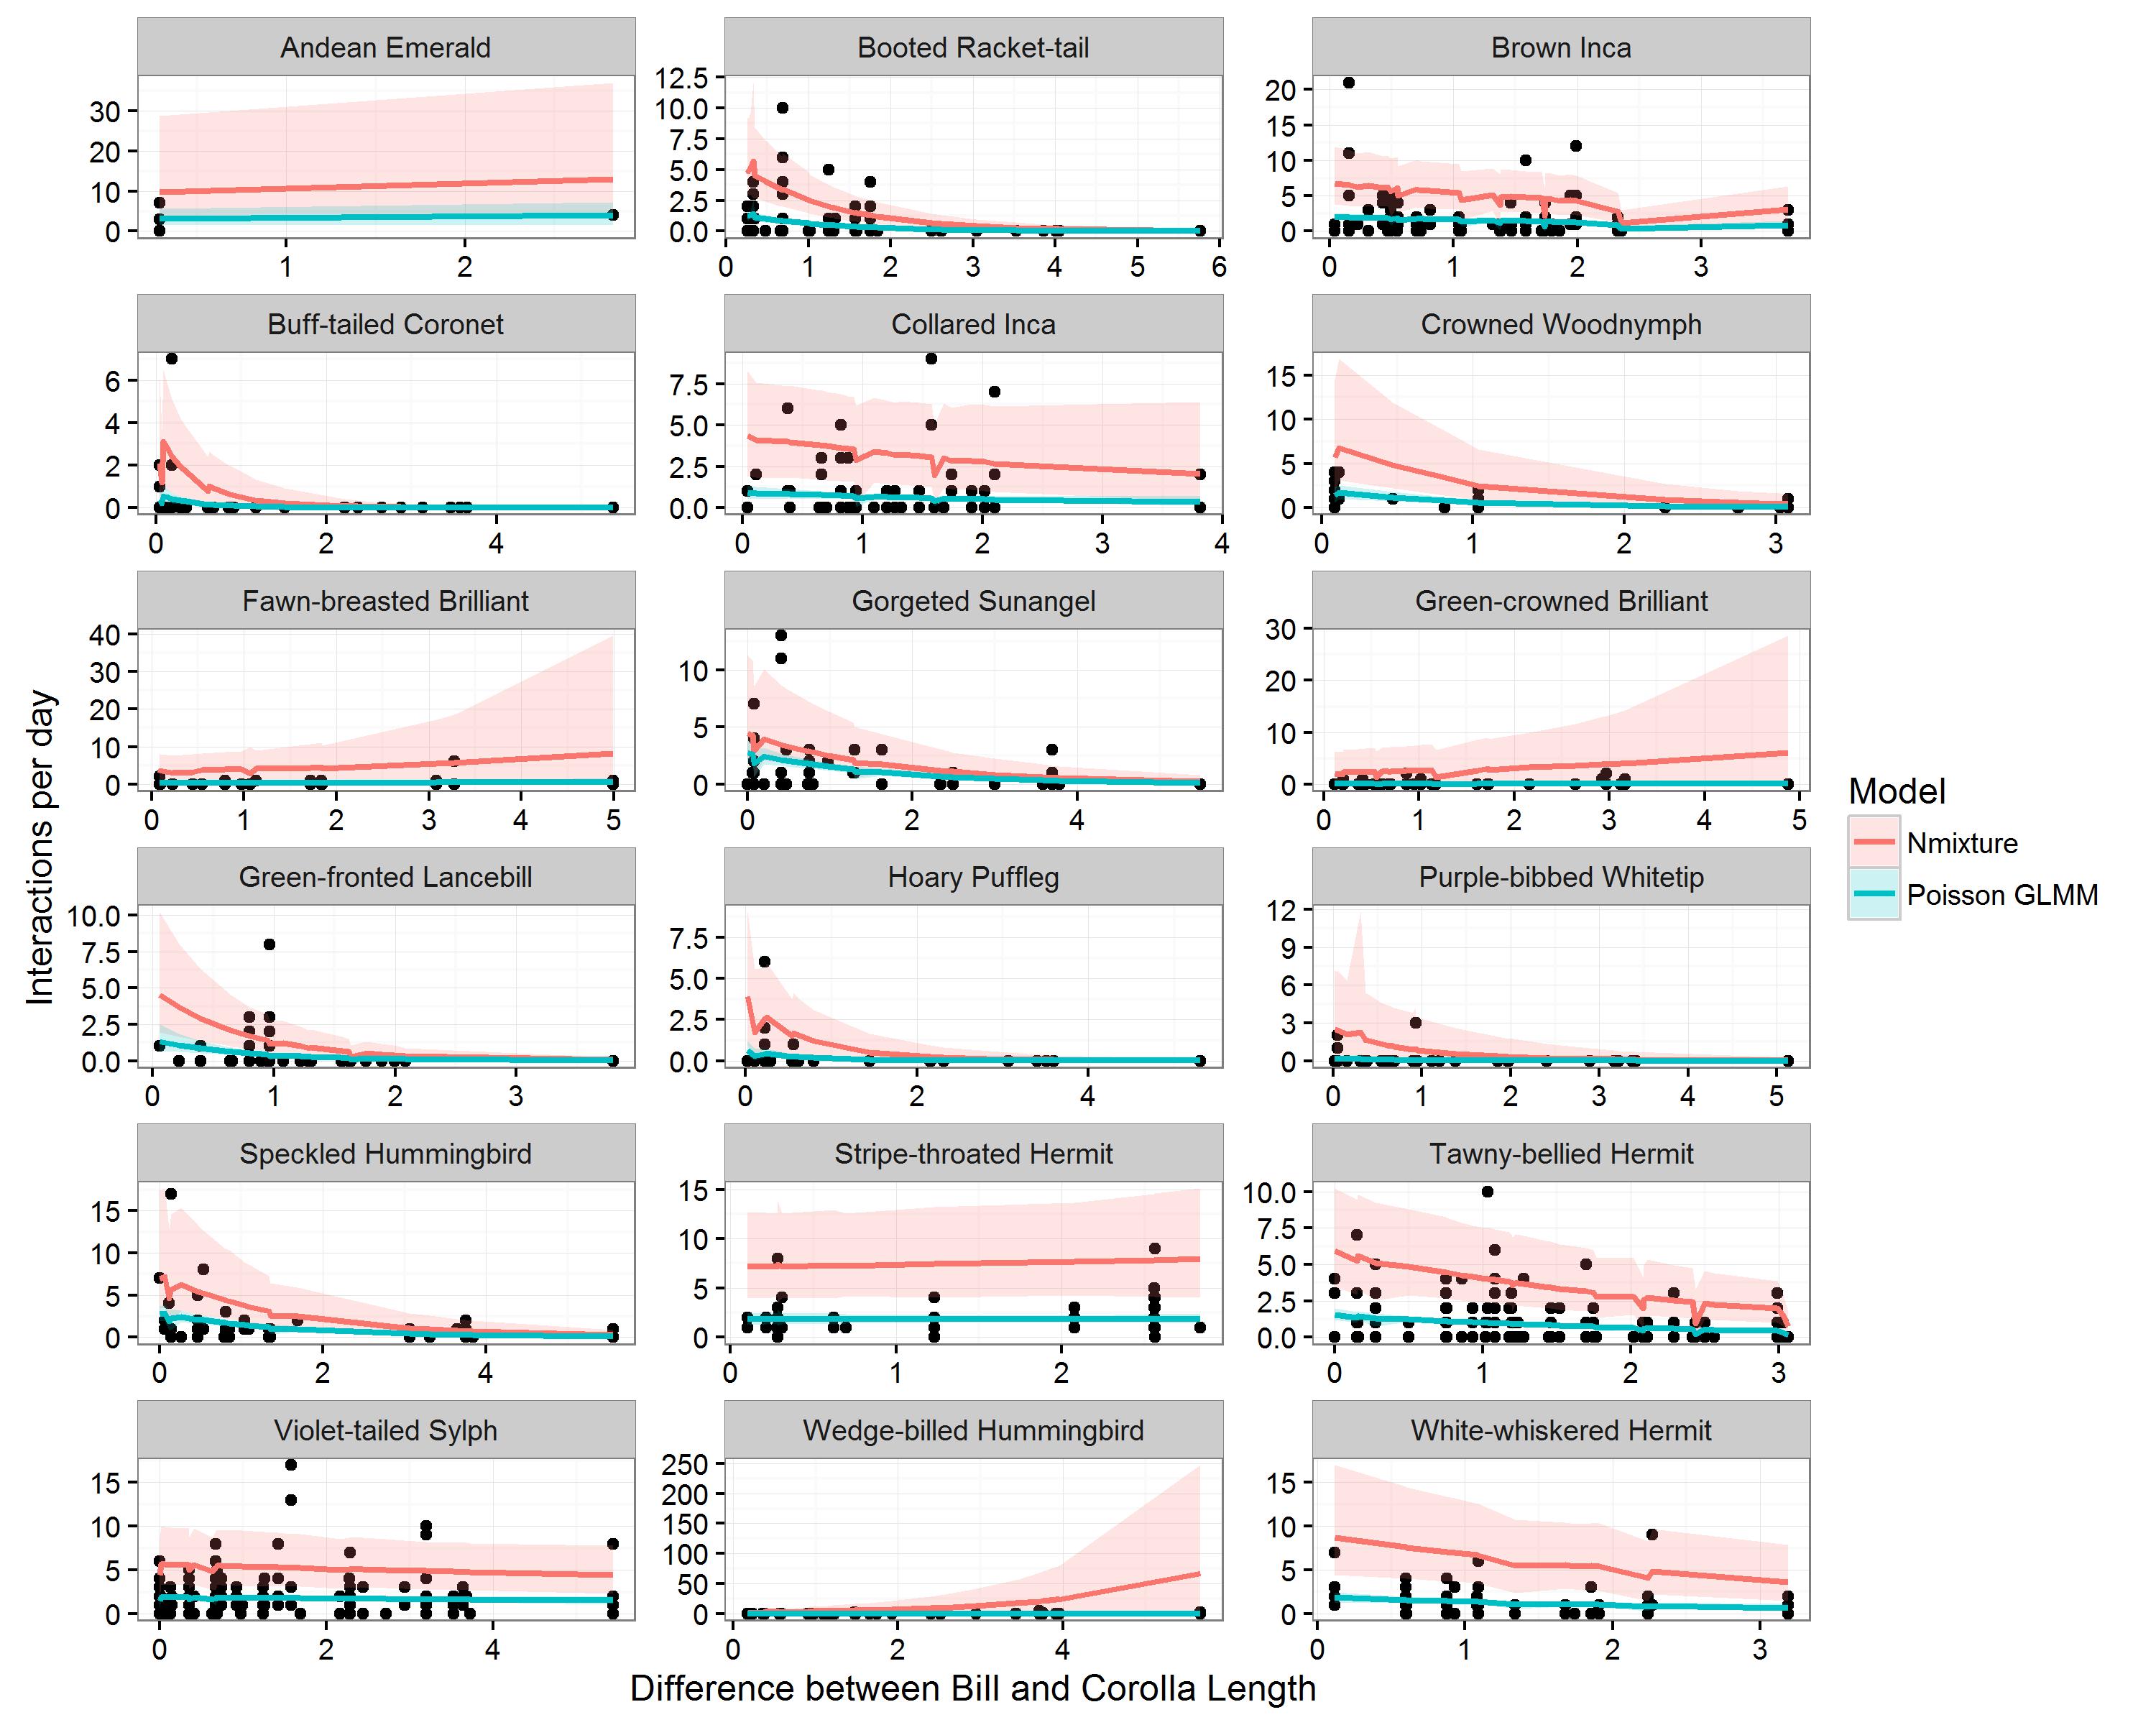 Andean Emerald
Booted Racket-tail
Brown Inca
30
20
10
0
1 2
12.5
10.0
7.5
5.0
2.5
0.0
0 1 2 3 4 5 6
20
15
10
5
0
0 1 2 3
Buff-tailed Coronet
Collared Inca
Crowned Woodnymph
6
4
2
0
0 2 4
7.5
5.0
2.5
0.0
0 1 2 3 4
15
10
5
0
0 1 2 3
Fawn-breasted Brilliant
Gorgeted Sunangel
Green-crowned Brilliant
40
30
20
10
0
0 1 2 3 4 5
10
5
0
0 2 4
30
20
10
0
0 1 2 3 4 5
Green-fronted Lancebill
Hoary Puffleg
Purple-bibbed Whitetip
10.0
7.5
5.0
2.5
0.0
0 1 2 3
7.5
5.0
2.5
0.0
0 2 4
12
9
6
3
0
0 1 2 3 4 5
Speckled Hummingbird
Stripe-throated Hermit
Tawny-bellied Hermit
15
10
5
0
0 2 4
15
10
5
0
0 1 2
10.0
7.5
5.0
2.5
0.0
0 1 2 3
Violet-tailed Sylph
Wedge-billed Hummingbird
White-whiskered Hermit
15
10
5
0
0 2 4
250
200
150
100
50
0
0 2 4
15
10
5
0
0 1 2 3
Interactions per day
Difference between Bill and Corolla Length
Model
Nmixture
Poisson GLMM